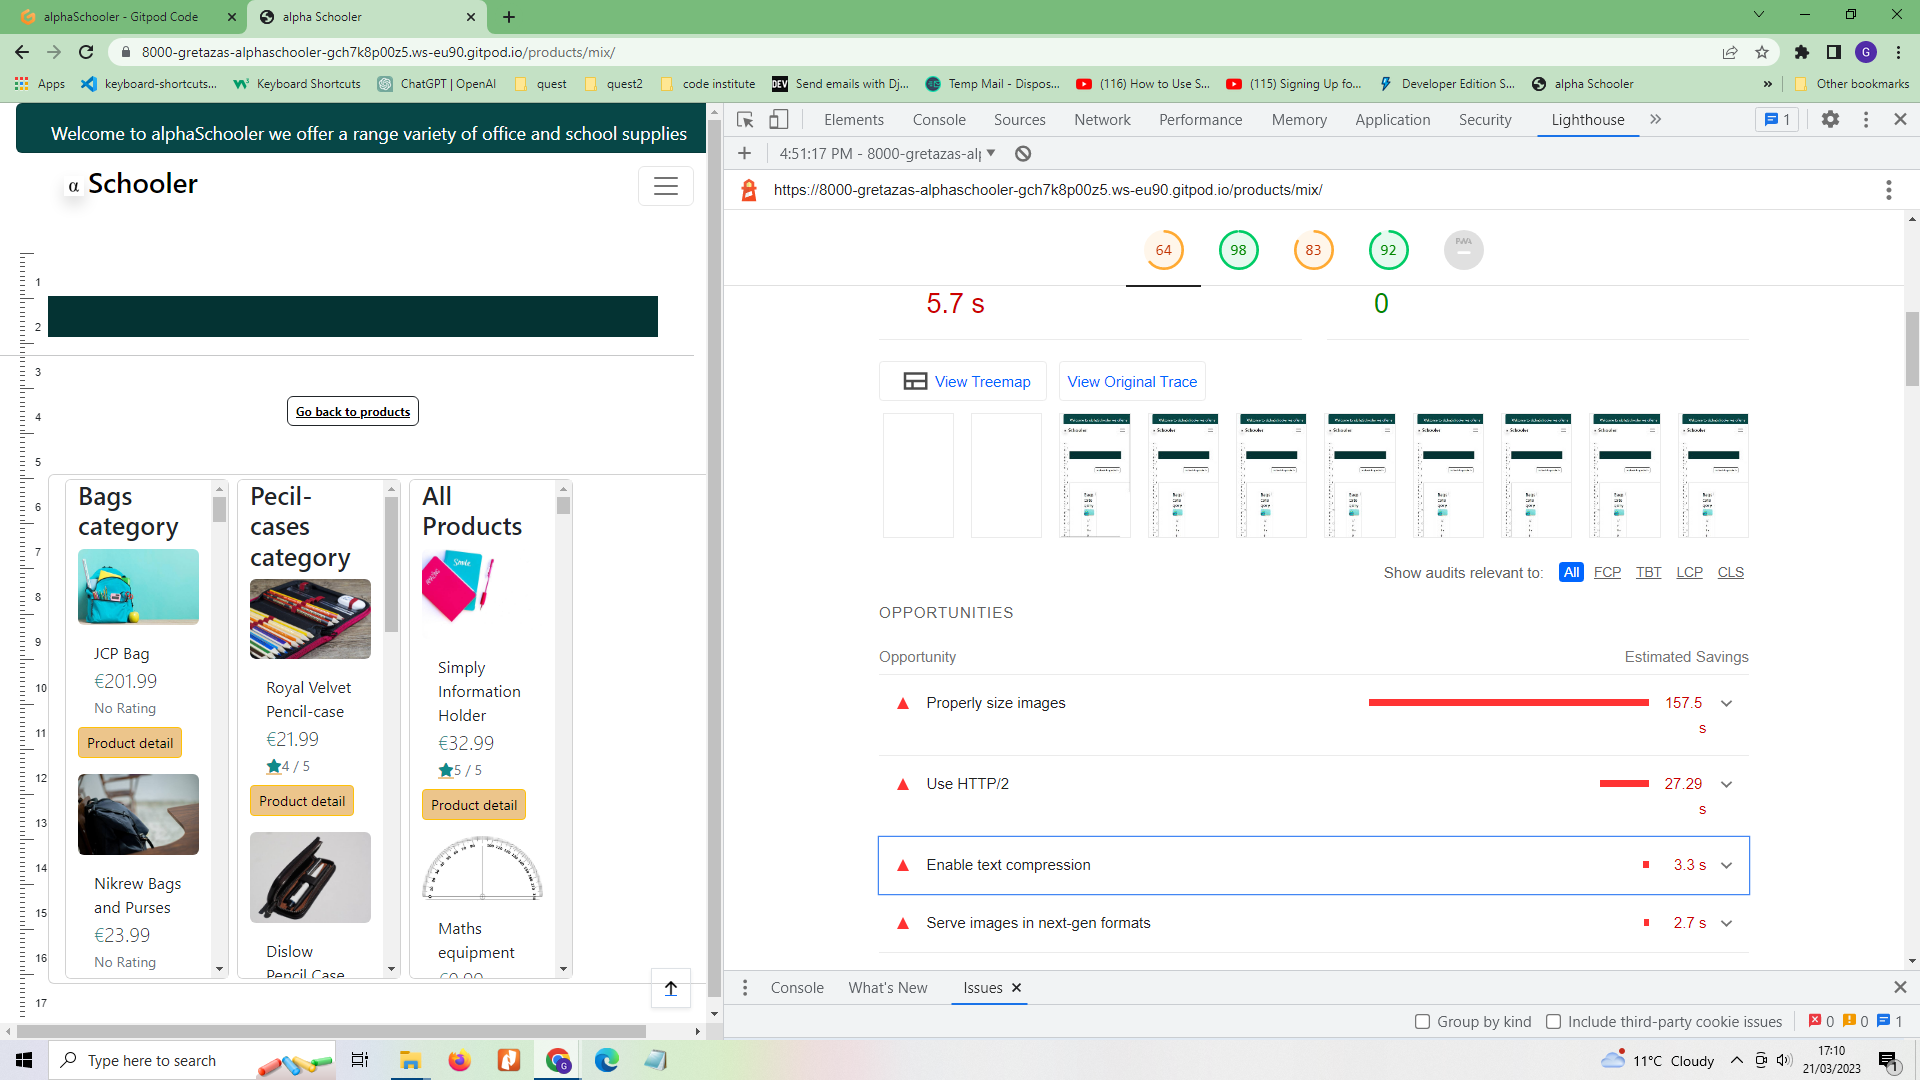 alphaSchooler - Gitpod Code
alpha Schooler
8000-gretazas-alphaschooler-gch7k8p00z5.ws-eu90.gitpod.io/products/mix/
G
Apps
keyboard-shortcuts...
Keyboard Shortcuts
ChatGPT | OpenAI
quest
quest2
code institute
DEV
Send emails with Dj...
Temp Mail - Dispos...
(116) How to Use S...
(115) Signing Up fo...
Developer Edition S...
alpha Schooler
»
Other bookmarks
Welcome to alphaSchooler we offer a range variety of office and school supplies
α Schooler
1
2
3
4
5
6
7
8
9
10
11
12
13
14
15
16
17
Go back to products
Bags
category
JCP Bag
€201.99
No Rating
Product detail
Nikrew Bags
and Purses
€23.99
No Rating
Pecil-
cases
category
Royal Velvet
Pencil-case
€21.99
4 / 5
Product detail
Dislow
Pencil Case
All
Products
Simply
Information
Holder
€32.99
5 / 5
Product detail
Maths
equipment
Elements
Console
Sources
Network
Performance
Memory
Application
Security
Lighthouse
»
1
4:51:17 PM - 8000-gretazas-al
https://8000-gretazas-alphaschooler-gch7k8p00z5.ws-eu90.gitpod.io/products/mix/
64
98
83
92
PWA
5.7 s
0
View Treemap
View Original Trace
Show audits relevant to: All FCP TBT LCP CLS
OPPORTUNITIES
Opportunity
Estimated Savings
Properly size images
157.5
s
Use HTTP/2
27.29
s
Enable text compression
3.3 s
Serve images in next-gen formats
2.7 s
Console
What's New
Issues
Group by kind
Include third-party cookie issues
0
0
1
Type here to search
11°C Cloudy
17:10
21/03/2023
1